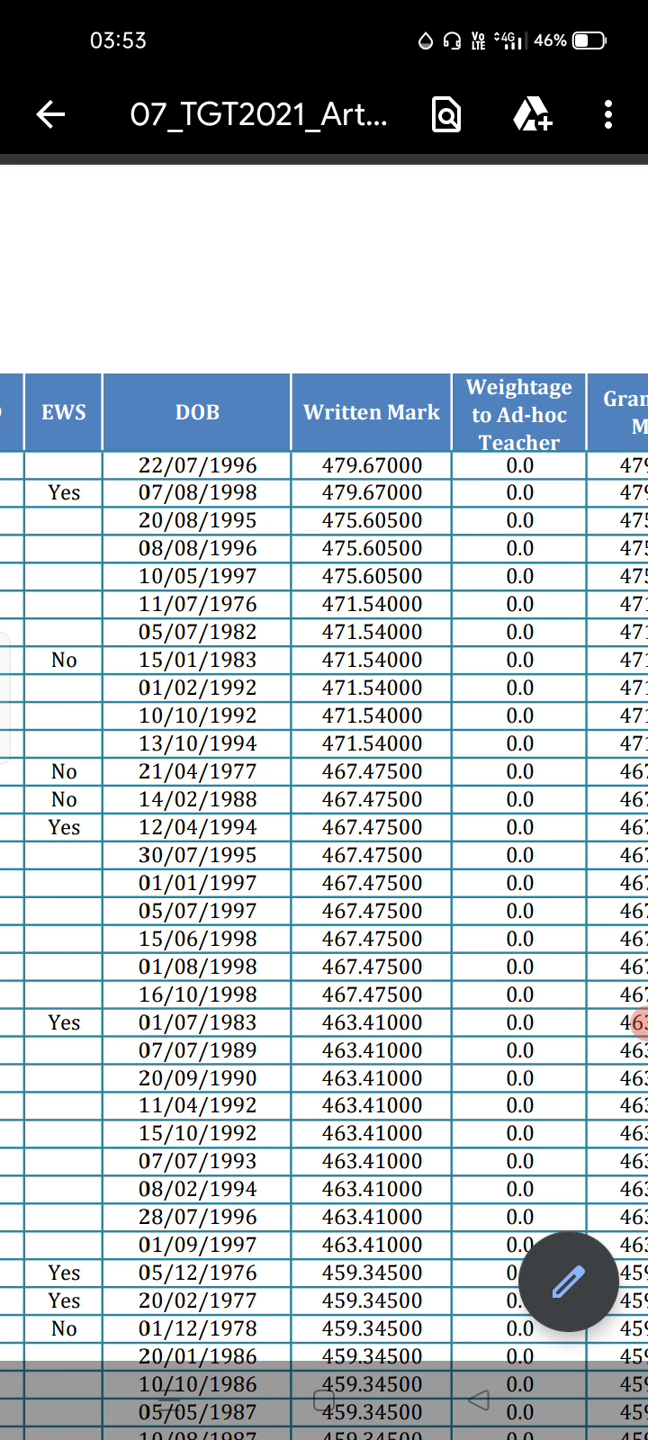 03:53
Vo LTE 4G 46%
07_TGT2021_Art...
EWS DOB Written Mark Weightage to Ad-hoc Teacher
22/07/1996 479.67000 0.0
Yes 07/08/1998 479.67000 0.0
20/08/1995 475.60500 0.0
08/08/1996 475.60500 0.0
10/05/1997 475.60500 0.0
11/07/1976 471.54000 0.0
05/07/1982 471.54000 0.0
No 15/01/1983 471.54000 0.0
01/02/1992 471.54000 0.0
10/10/1992 471.54000 0.0
13/10/1994 471.54000 0.0
No 21/04/1977 467.47500 0.0
No 14/02/1988 467.47500 0.0
Yes 12/04/1994 467.47500 0.0
30/07/1995 467.47500 0.0
01/01/1997 467.47500 0.0
05/07/1997 467.47500 0.0
15/06/1998 467.47500 0.0
01/08/1998 467.47500 0.0
16/10/1998 467.47500 0.0
Yes 01/07/1983 463.41000 0.0
07/07/1989 463.41000 0.0
20/09/1990 463.41000 0.0
11/04/1992 463.41000 0.0
15/10/1992 463.41000 0.0
07/07/1993 463.41000 0.0
08/02/1994 463.41000 0.0
28/07/1996 463.41000 0.0
01/09/1997 463.41000 0.0
Yes 05/12/1976 459.34500
Yes 20/02/1977 459.34500
No 01/12/1978 459.34500 0.0
20/01/1986 459.34500 0.0
10/10/1986 459.34500 0.0
05/05/1987 459.34500 0.0